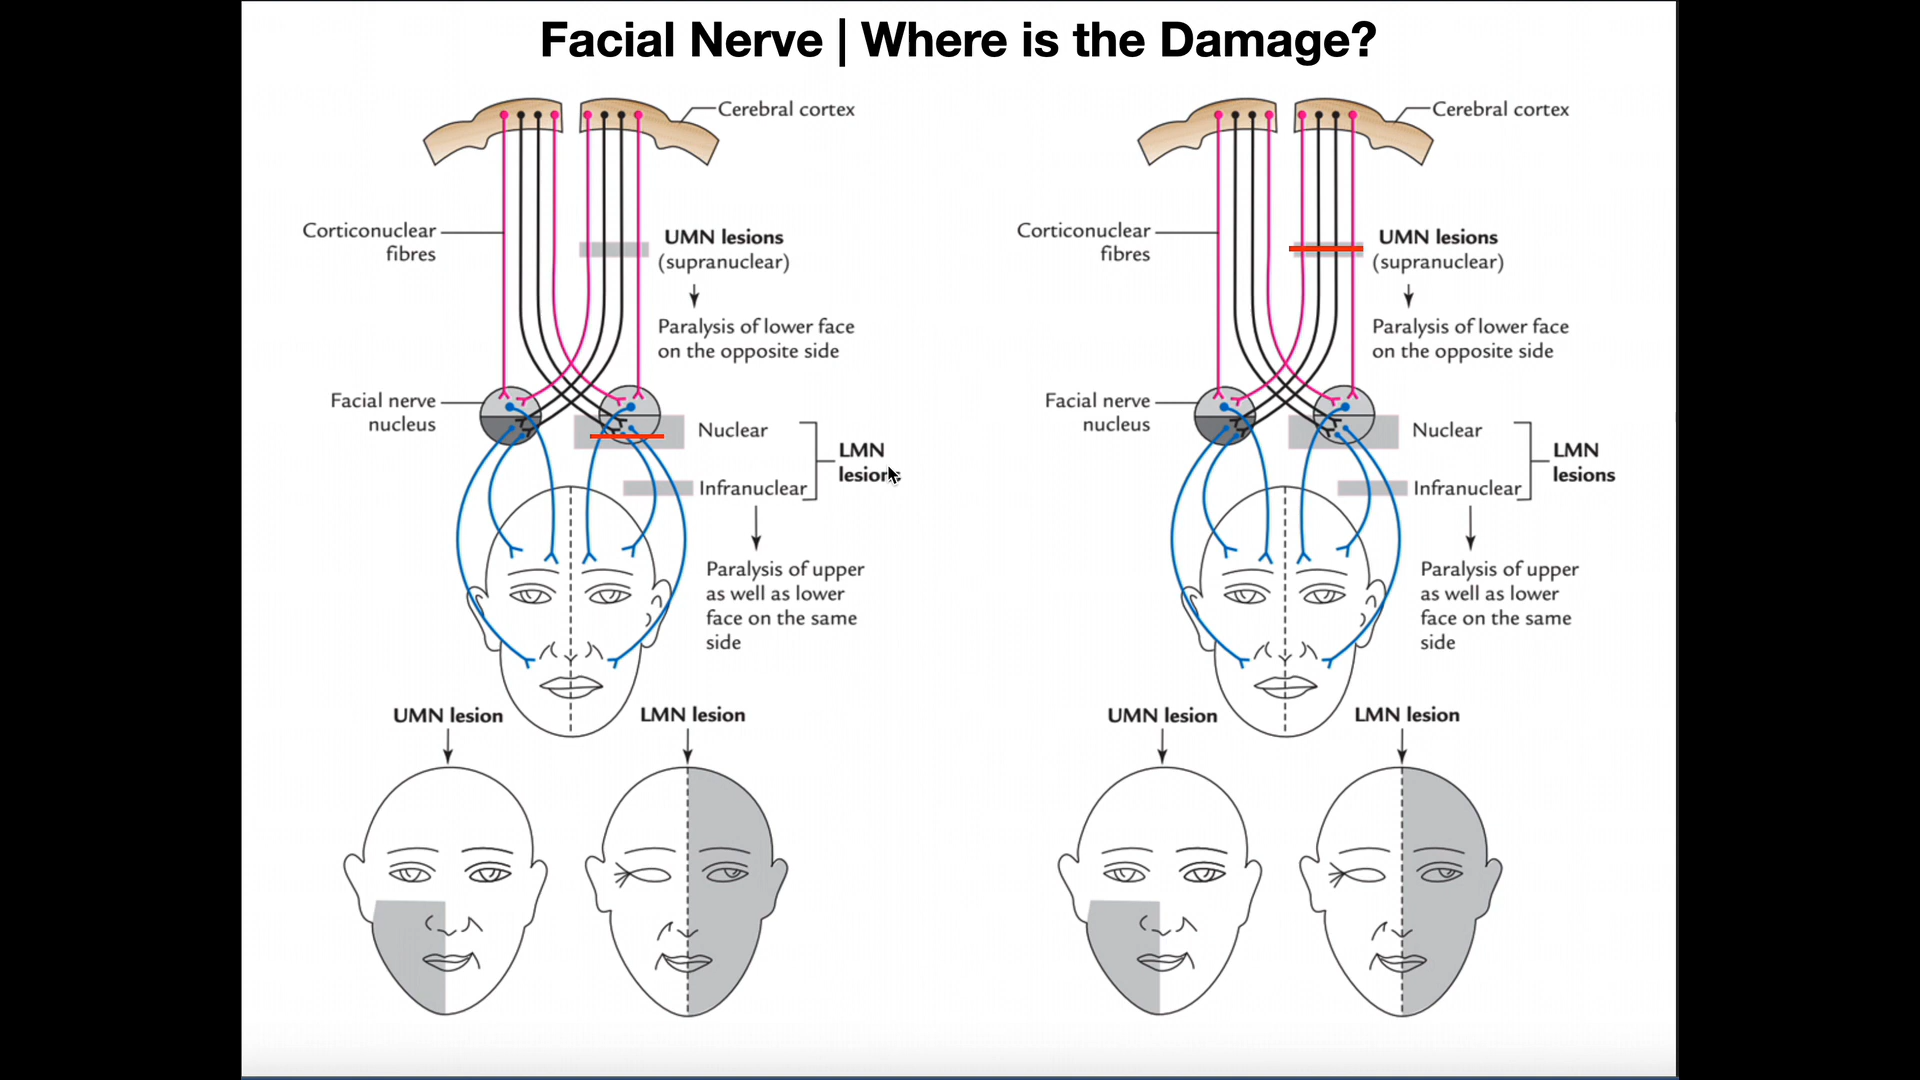 Facial Nerve | Where is the Damage?
Cerebral cortex
Corticonuclear
fibres
UMN lesions
(supranuclear)
Paralysis of lower face
on the opposite side
Facial nerve
nucleus
Nuclear
LMN
lesions
Infranuclear
Paralysis of upper
as well as lower
face on the same
side
UMN lesion
LMN lesion
Cerebral cortex
Corticonuclear
fibres
UMN lesions
(supranuclear)
Paralysis of lower face
on the opposite side
Facial nerve
nucleus
Nuclear
LMN
lesions
Infranuclear
Paralysis of upper
as well as lower
face on the same
side
UMN lesion
LMN lesion